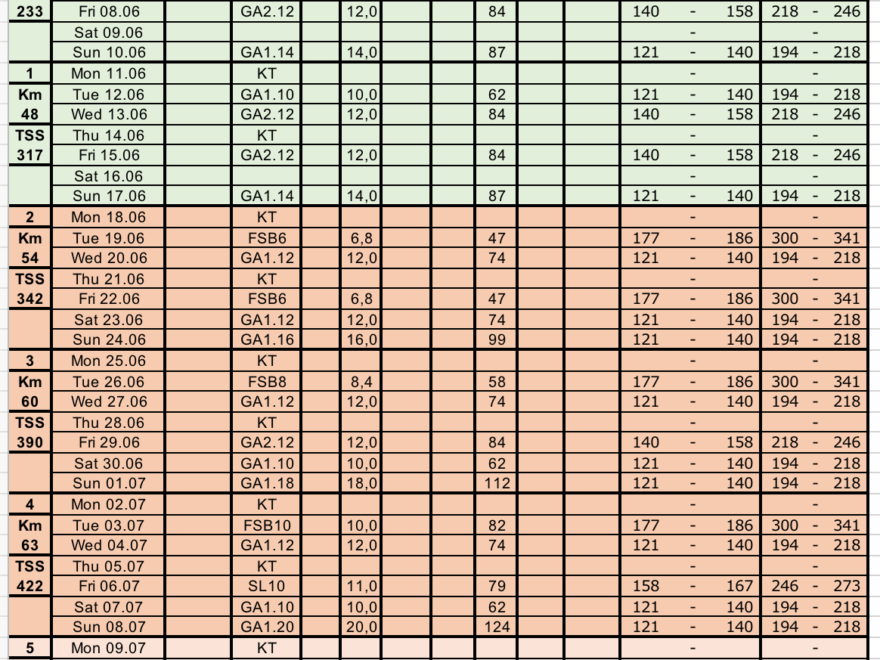 233 Fri 08.06 GA2.12 12,0 84 140 - 158 218 - 246
Sat 09.06 - -
Sun 10.06 GA1.14 14,0 87 121 - 140 194 - 218
1 Mon 11.06 KT - -
Km Tue 12.06 GA1.10 10,0 62 121 - 140 194 - 218
48 Wed 13.06 GA2.12 12,0 84 140 - 158 218 - 246
TSS Thu 14.06 KT - -
317 Fri 15.06 GA2.12 12,0 84 140 - 158 218 - 246
Sat 16.06 - -
Sun 17.06 GA1.14 14,0 87 121 - 140 194 - 218
2 Mon 18.06 KT - -
Km Tue 19.06 FSB6 6,8 47 177 - 186 300 - 341
54 Wed 20.06 GA1.12 12,0 74 121 - 140 194 - 218
TSS Thu 21.06 KT - -
342 Fri 22.06 FSB6 6,8 47 177 - 186 300 - 341
Sat 23.06 GA1.12 12,0 74 121 - 140 194 - 218
Sun 24.06 GA1.16 16,0 99 121 - 140 194 - 218
3 Mon 25.06 KT - -
Km Tue 26.06 FSB8 8,4 58 177 - 186 300 - 341
60 Wed 27.06 GA1.12 12,0 74 121 - 140 194 - 218
TSS Thu 28.06 KT - -
390 Fri 29.06 GA2.12 12,0 84 140 - 158 218 - 246
Sat 30.06 GA1.10 10,0 62 121 - 140 194 - 218
Sun 01.07 GA1.18 18,0 112 121 - 140 194 - 218
4 Mon 02.07 KT - -
Km Tue 03.07 FSB10 10,0 82 177 - 186 300 - 341
63 Wed 04.07 GA1.12 12,0 74 121 - 140 194 - 218
TSS Thu 05.07 KT - -
422 Fri 06.07 SL10 11,0 79 158 - 167 246 - 273
Sat 07.07 GA1.10 10,0 62 121 - 140 194 - 218
Sun 08.07 GA1.20 20,0 124 121 - 140 194 - 218
5 Mon 09.07 KT - -